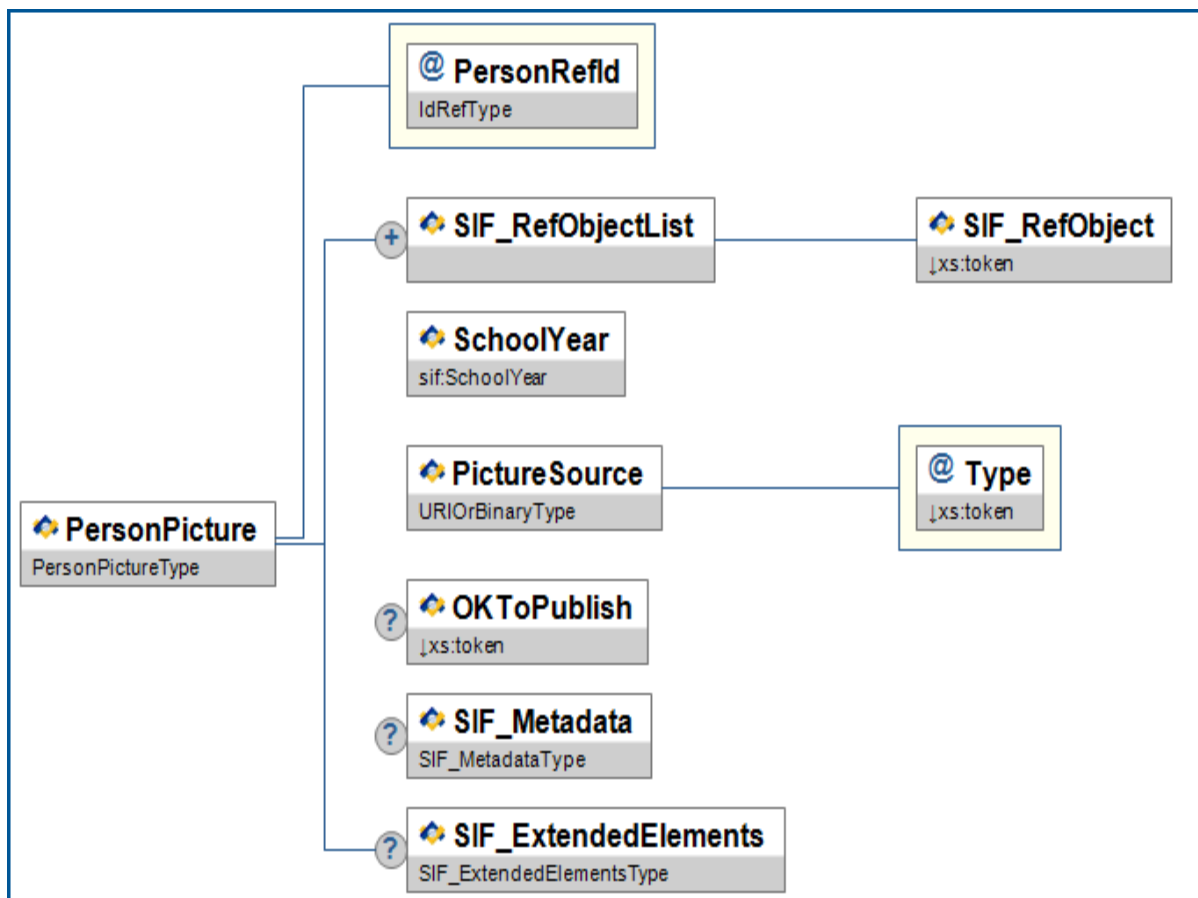 @ PersonRefId
IdRefType
+
SIF_RefObjectList
SIF_RefObject
↓xs:token
SchoolYear
sif:SchoolYear
PictureSource
URIOrBinaryType
@ Type
↓xs:token
PersonPicture
PersonPictureType
?
OKToPublish
↓xs:token
?
SIF_Metadata
SIF_MetadataType
?
SIF_ExtendedElements
SIF_ExtendedElementsType